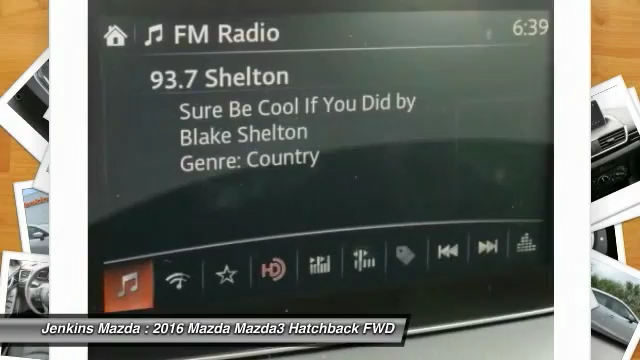 FM Radio 6:39
93.7 Shelton
Sure Be Cool If You Did by
Blake Shelton
Genre: Country
HD
Jenkins Mazda : 2016 Mazda Mazda3 Hatchback FWD